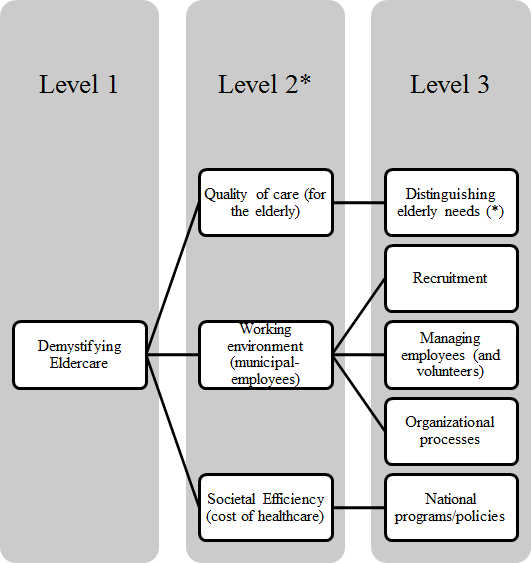 Level 1
Level 2*
Level 3
Quality of care (for
the elderly)
Distinguishing
elderly needs (*)
Recruitment
Demystifying
Eldercare
Working
environment
(municipal-
employees)
Managing
employees (and
volunteers)
Organizational
processes
Societal Efficiency
(cost of healthcare)
National
programs/policies